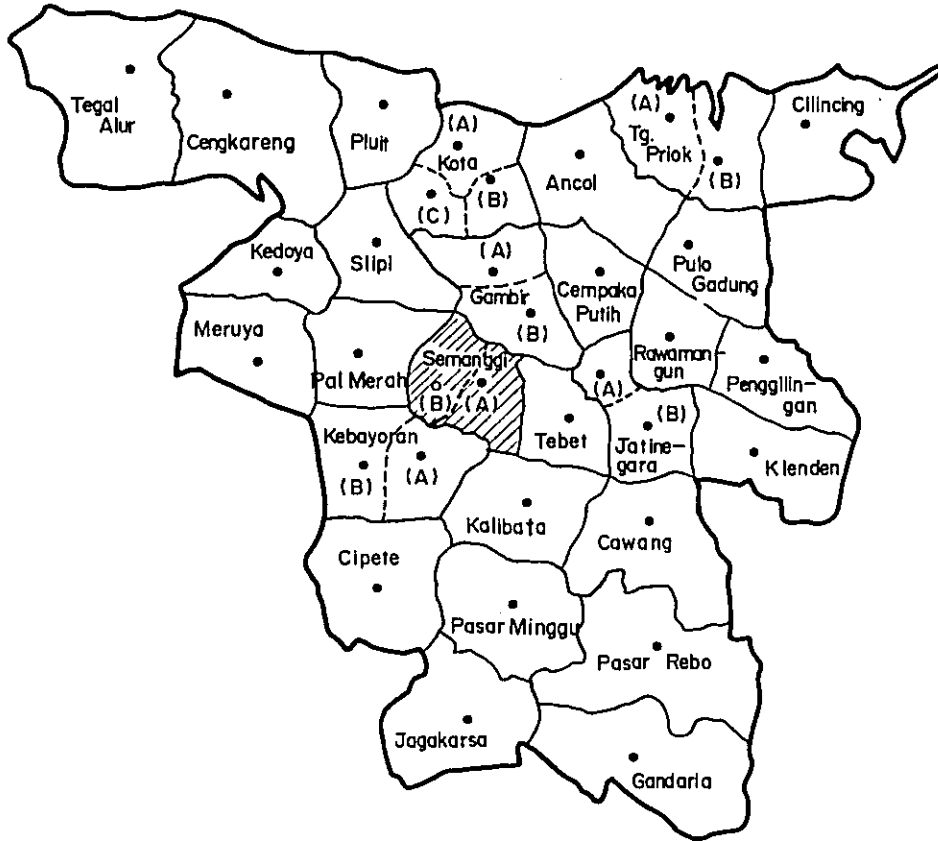 Tegal
Alur
Cengkareng
Pluit
(A)
Kota
(B)
(C)
Ancol
(A)
Tg.
Priok
(B)
Cilincing
Kedoya
Slipi
(A)
Gambir
(B)
Cempaka
Putih
Pulo
Gadung
Meruya
Pal Merah
Semanggi
(B)
(A)
Rawaman-
gun
Penggilin-
gan
(A)
(B)
Jatine-
gara
Tebet
Klenden
Kebayoran
(B)
(A)
Kalibata
Cawang
Cipete
Pasar Minggu
Pasar Rebo
Jagakarsa
Gandaria